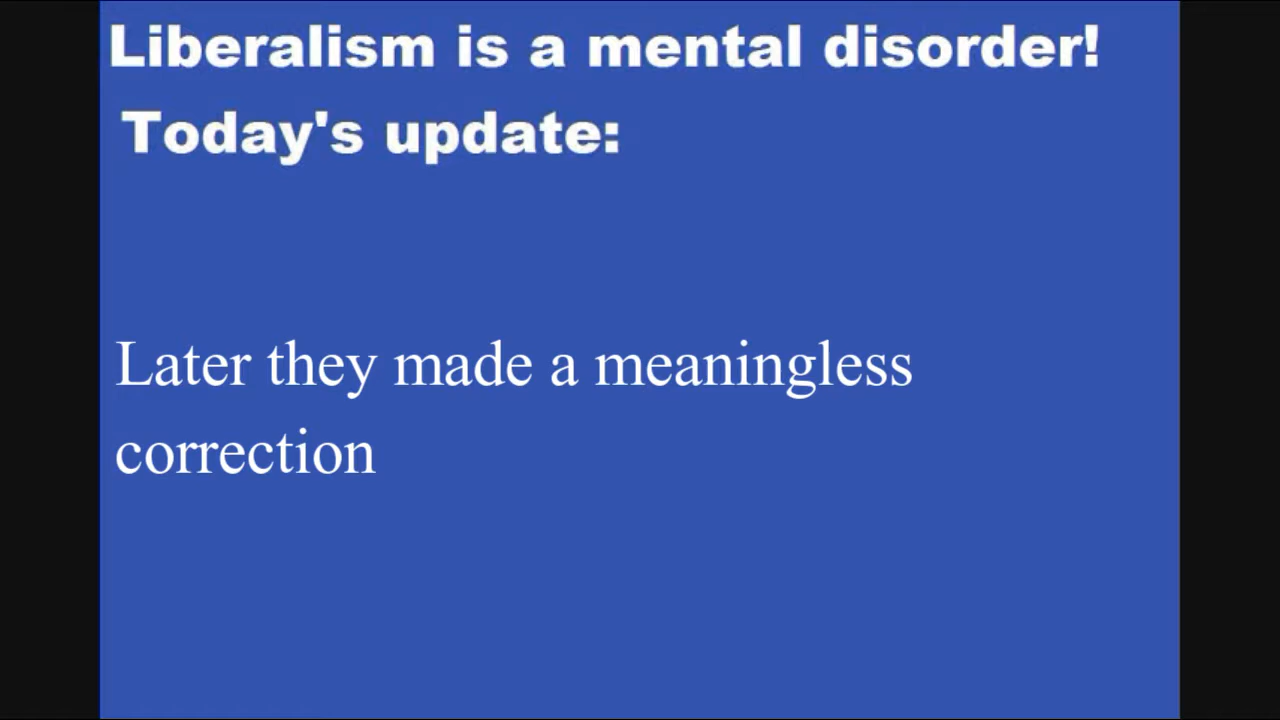 Liberalism is a mental disorder!
Today's update:
Later they made a meaningless
correction